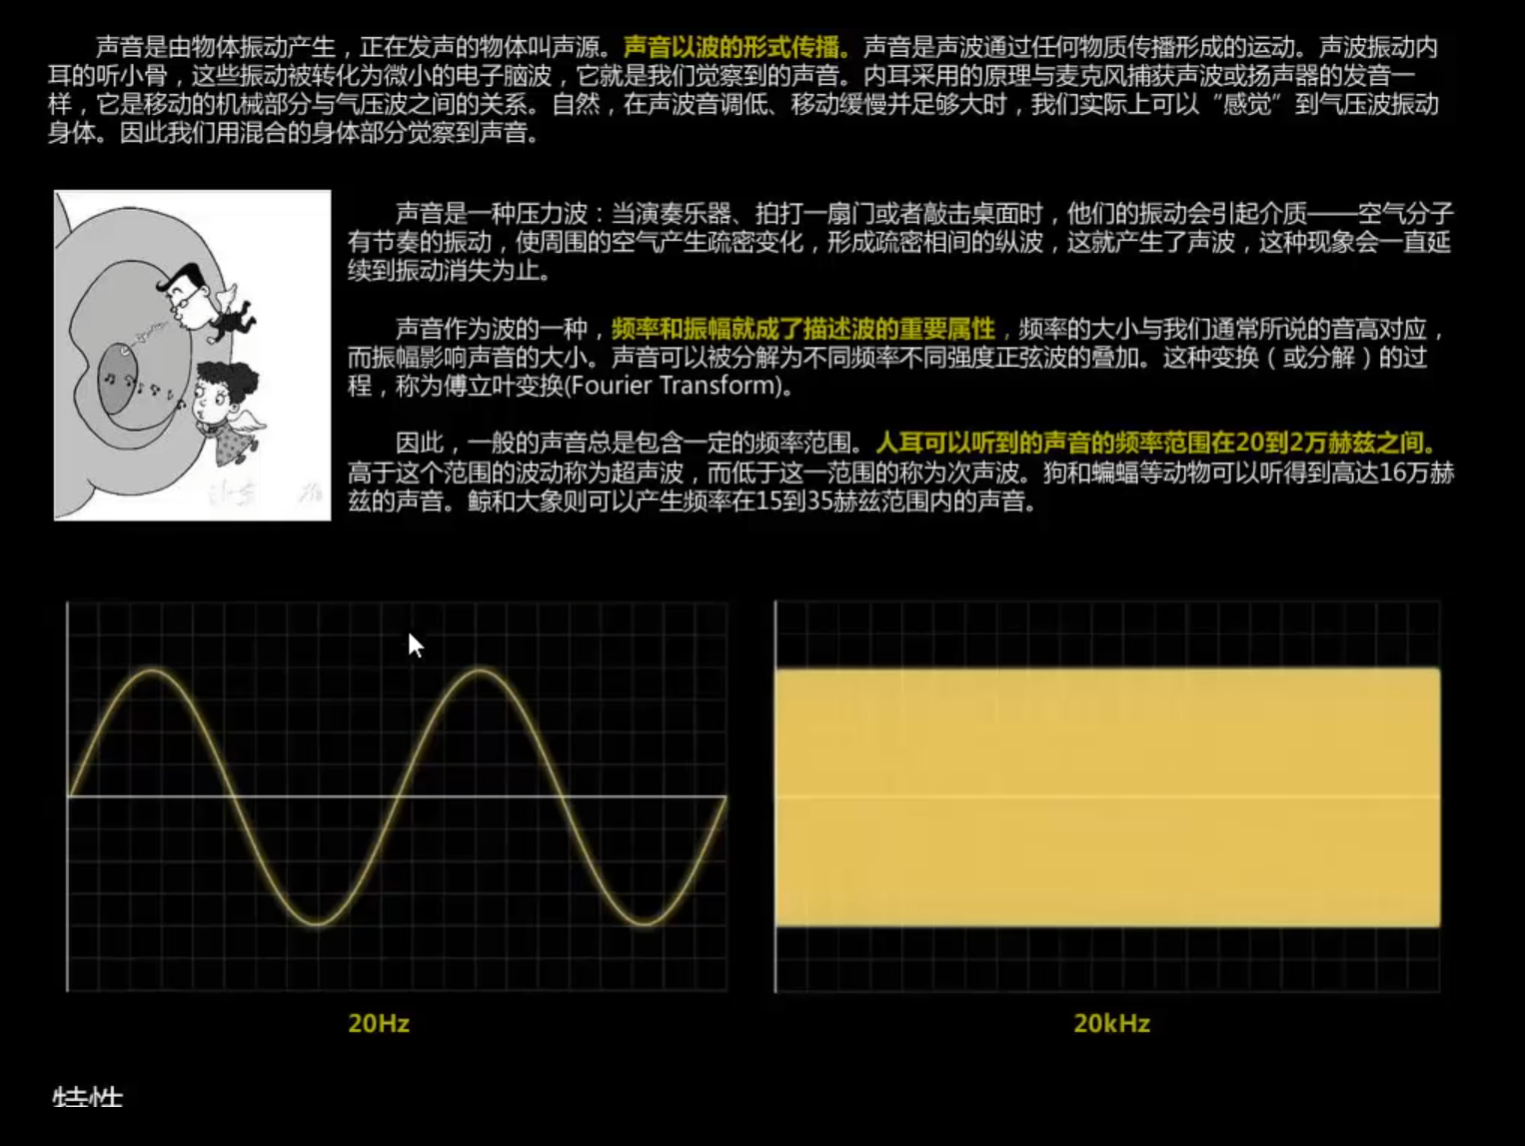 声音是由物体振动产生，正在发声的物体叫声源。声音以波的形式传播。声音是声波通过任何物质传播形成的运动。声波振动内
耳的听小骨，这些振动被转化为微小的电子脑波，它就是我们觉察到的声音。内耳采用的原理与麦克风捕获声波或扬声器的发音一
样，它是移动的机械部分与气压波之间的关系。自然，在声波音调低、移动缓慢并足够大时，我们实际上可以“感觉”到气压波振动
身体。因此我们用混合的身体部分觉察到声音。
声音是一种压力波：当演奏乐器、拍打一扇门或者敲击桌面时，他们的振动会引起介质——空气分子
有节奏的振动，使周围的空气产生疏密变化，形成疏密相间的纵波，这就产生了声波，这种现象会一直延
续到振动消失为止。
声音作为波的一种，频率和振幅就成了描述波的重要属性，频率的大小与我们通常所说的音高对应，
而振幅影响声音的大小。声音可以被分解为不同频率不同强度正弦波的叠加。这种变换（或分解）的过
程，称为傅立叶变换(Fourier Transform)。
因此，一般的声音总是包含一定的频率范围。人耳可以听到的声音的频率范围在20到2万赫兹之间。
高于这个范围的波动称为超声波，而低于这一范围的称为次声波。狗和蝙蝠等动物可以听得到高达16万赫
兹的声音。鲸和大象则可以产生频率在15到35赫兹范围内的声音。
20Hz
20kHz
特性